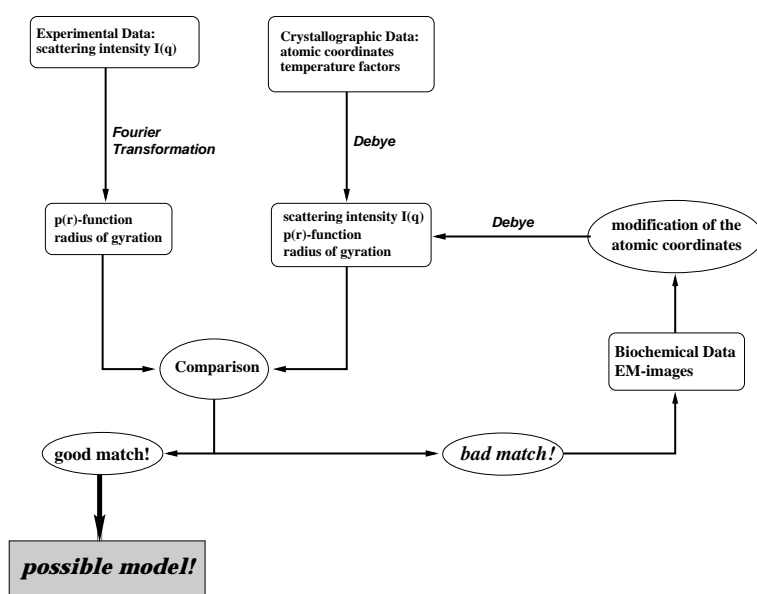 Experimental Data:
scattering intensity I(q)
Crystallographic Data:
atomic coordinates
temperature factors
Fourier
Transformation
Debye
p(r)-function
radius of gyration
scattering intensity I(q)
p(r)-function
radius of gyration
Debye
modification of the
atomic coordinates
Comparison
Biochemical Data
EM-images
good match!
bad match!
possible model!